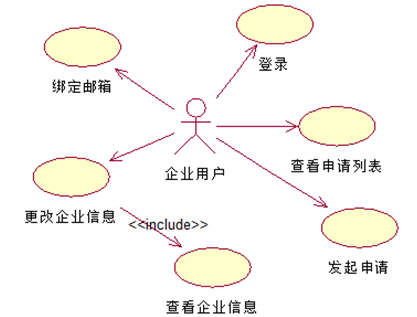 登录
绑定邮箱
查看申请列表
企业用户
更改企业信息
<<include>>
发起申请
查看企业信息